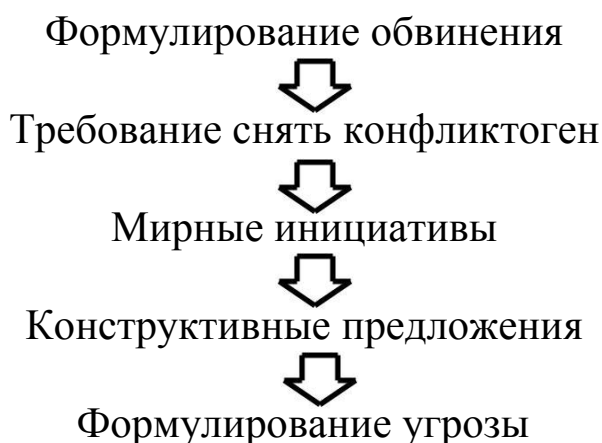 Формулирование обвинения
Требование снять конфликтоген
Мирные инициативы
Конструктивные предложения
Формулирование угрозы